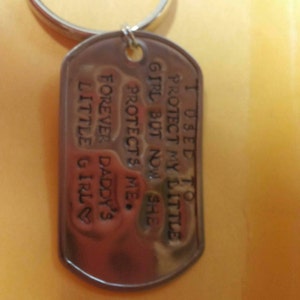 I USED TO
PROTECT MY LITTLE
GIRL BUT NOW SHE
PROTECTS ME.
FOREVER DADDY'S
LITTLE GIRL♡